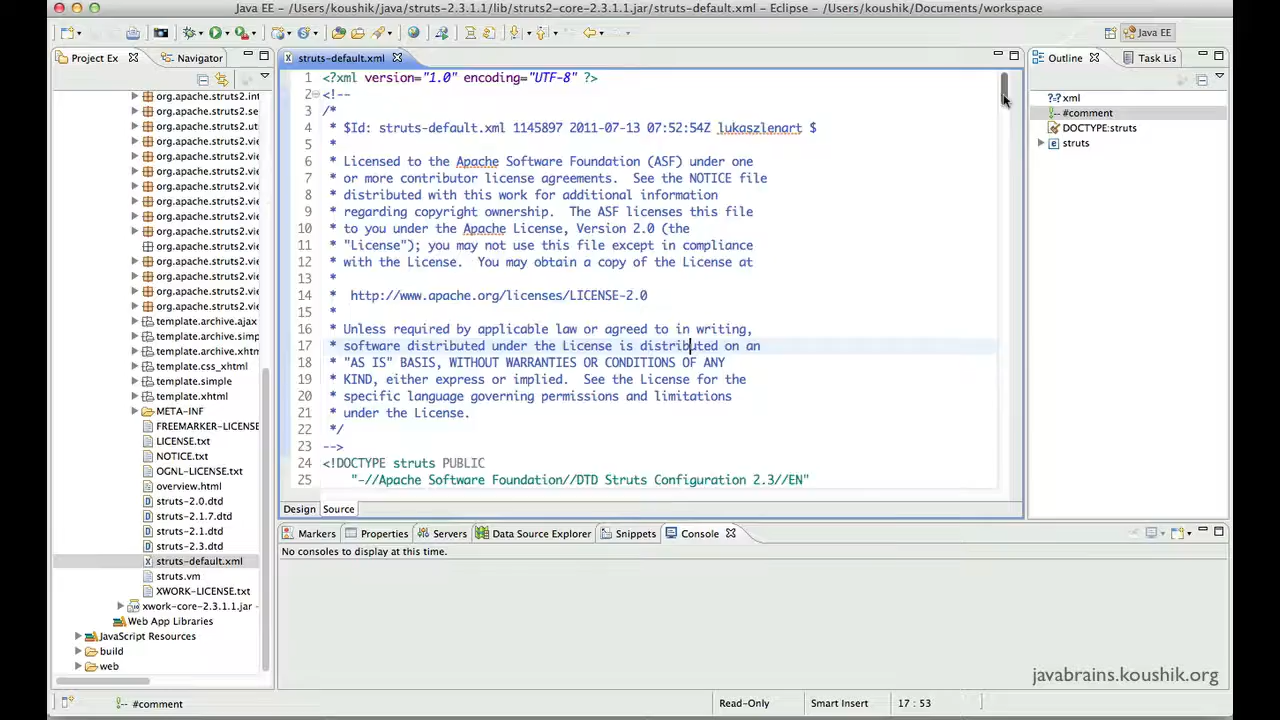 Java EE – /Users/koushik/java/struts-2.3.1.1/lib/struts2-core-2.3.1.1.jar/struts-default.xml – Eclipse – /Users/koushik/Documents/workspace
Java EE
Project Ex
Navigator
org.apache.struts2.int
org.apache.struts2.se
org.apache.struts2.ut
org.apache.struts2.vie
org.apache.struts2.vie
org.apache.struts2.vie
org.apache.struts2.vie
org.apache.struts2.vie
org.apache.struts2.vie
org.apache.struts2.vie
org.apache.struts2.vie
org.apache.struts2.vie
org.apache.struts2.vie
org.apache.struts2.vie
org.apache.struts2.vie
template.archive.ajax
template.archive.simp
template.archive.xhtm
template.css_xhtml
template.simple
template.xhtml
META-INF
FREEMARKER-LICENSE
LICENSE.txt
NOTICE.txt
OGNL-LICENSE.txt
overview.html
struts-2.0.dtd
struts-2.1.7.dtd
struts-2.1.dtd
struts-2.3.dtd
struts-default.xml
struts.vm
XWORK-LICENSE.txt
xwork-core-2.3.1.1.jar –
Web App Libraries
JavaScript Resources
build
web
struts-default.xml
1 <?xml version="1.0" encoding="UTF-8" ?>
2 <!--
3 /*
4 * $Id: struts-default.xml 1145897 2011-07-13 07:52:54Z lukaszlenart $
5 *
6 * Licensed to the Apache Software Foundation (ASF) under one
7 * or more contributor license agreements.  See the NOTICE file
8 * distributed with this work for additional information
9 * regarding copyright ownership.  The ASF licenses this file
10 * to you under the Apache License, Version 2.0 (the
11 * "License"); you may not use this file except in compliance
12 * with the License.  You may obtain a copy of the License at
13 *
14 *  http://www.apache.org/licenses/LICENSE-2.0
15 *
16 * Unless required by applicable law or agreed to in writing,
17 * software distributed under the License is distributed on an
18 * "AS IS" BASIS, WITHOUT WARRANTIES OR CONDITIONS OF ANY
19 * KIND, either express or implied.  See the License for the
20 * specific language governing permissions and limitations
21 * under the License.
22 */
23 -->
24 <!DOCTYPE struts PUBLIC
25 "-//Apache Software Foundation//DTD Struts Configuration 2.3//EN"
Design Source
Outline
Task Lis
?-? xml
#comment
DOCTYPE:struts
struts
Markers
Properties
Servers
Data Source Explorer
Snippets
Console
No consoles to display at this time.
javabrains.koushik.org
#comment
Read-Only
Smart Insert
17 : 53